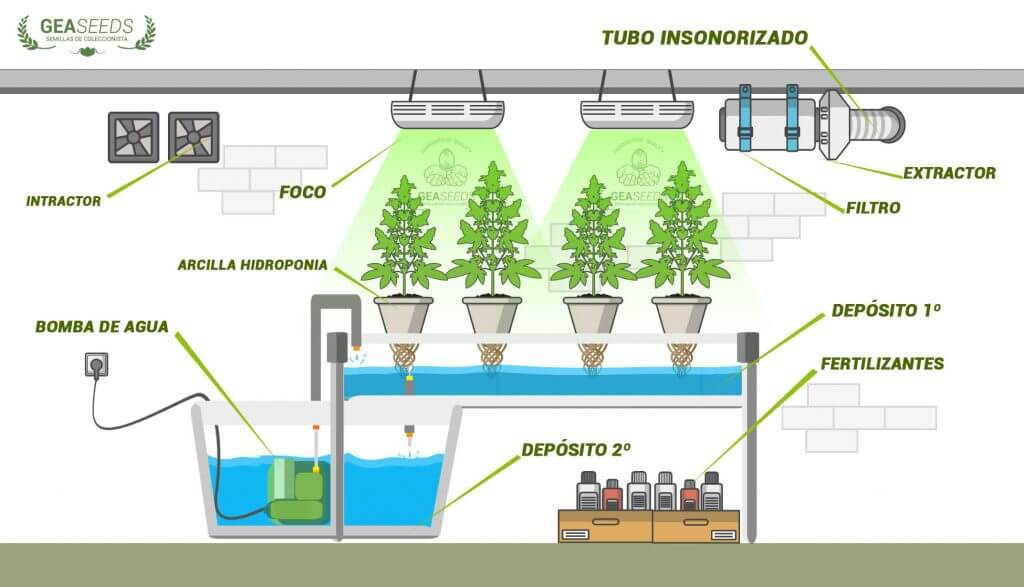 GEASEEDS
SEMILLAS DE COLECCIONISTA
TUBO INSONORIZADO
INTRACTOR
FOCO
EXTRACTOR
FILTRO
GEASEEDS
GEASEEDS
ARCILLA HIDROPONIA
BOMBA DE AGUA
DEPÓSITO 1º
FERTILIZANTES
DEPÓSITO 2º